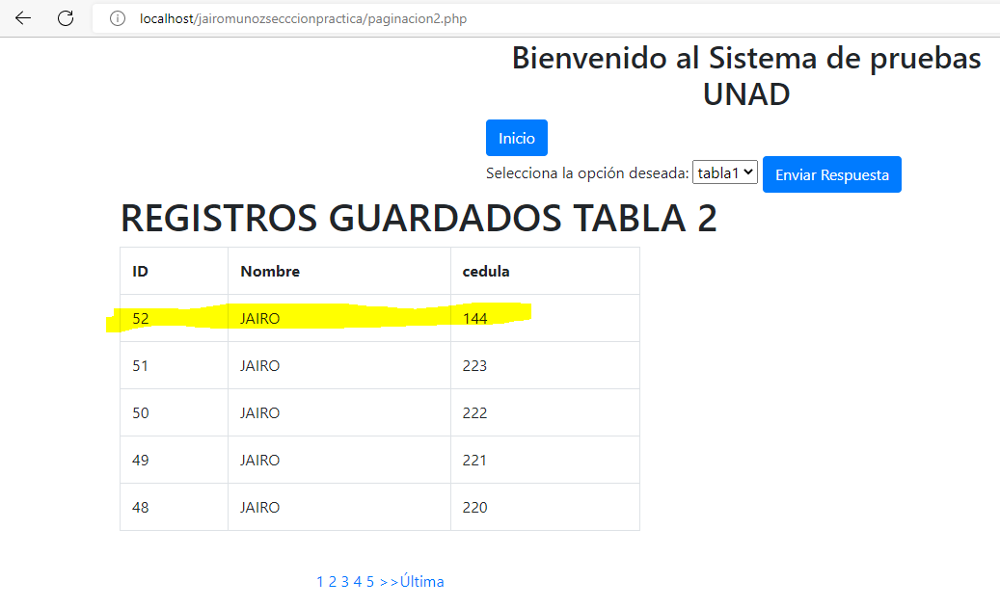 localhost/jairomunozsecccionpractica/paginacion2.php
Bienvenido al Sistema de pruebas
UNAD
Inicio
Selecciona la opción deseada: tabla1 Enviar Respuesta
REGISTROS GUARDADOS TABLA 2
ID Nombre cedula
52 JAIRO 144
51 JAIRO 223
50 JAIRO 222
49 JAIRO 221
48 JAIRO 220
1 2 3 4 5 >>Última